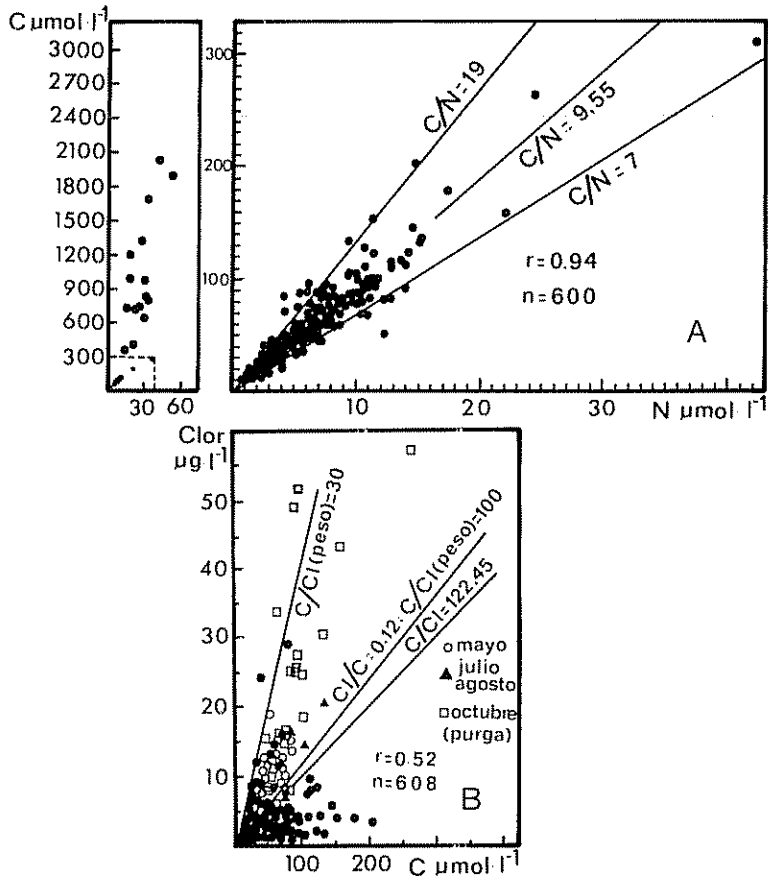 C µmol·l⁻¹
3000
2700
2400
2100
1800
1500
1200
900
600
300
30 60
300
200
100
10 20 30 N µmol·l⁻¹
C/N=19
C/N=9,55
C/N=7
r=0.94
n=600
A
Clor
µg·l⁻¹
50
40
30
20
10
100 200 C µmol·l⁻¹
C/Cl(peso)=30
Cl/C=0.12: C/Cl(peso)=100
C/Cl=122.45
mayo
julio
agosto
octubre
(purga)
r=0.52
n=608
B